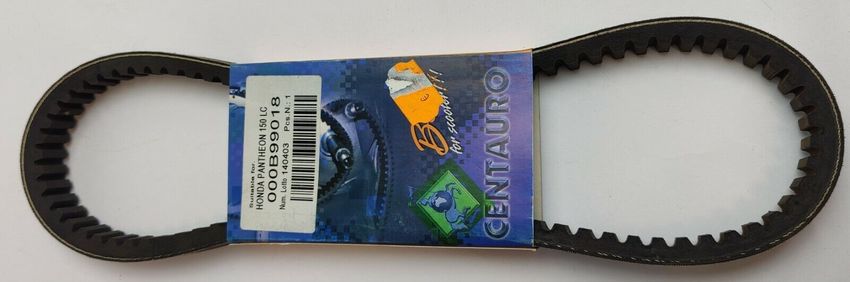 Suitable for
HONDA PANTHEON 150 LC
000B99018
Num. Lotto 140403 Pcs.N.: 1
for scooter!!!
CENTAURO